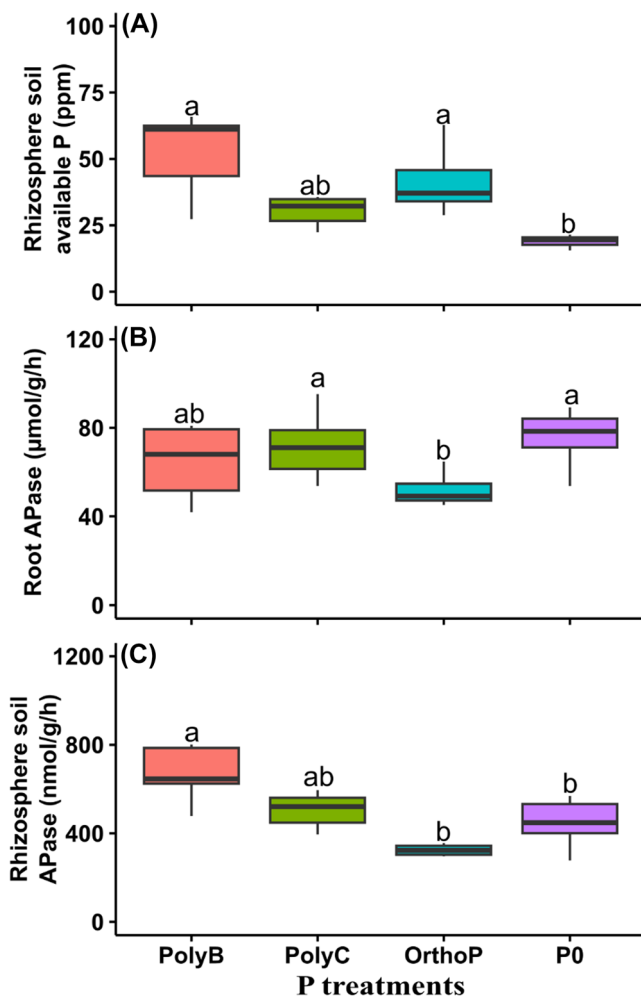 (A)
Rhizosphere soil
available P (ppm)
100
75
50
25
0
a
ab
a
b
(B)
Root APase (μmol/g/h)
120
80
40
0
ab
a
b
a
(C)
Rhizosphere soil
APase (nmol/g/h)
1200
800
400
0
a
ab
b
b
PolyB PolyC OrthoP P0
P treatments